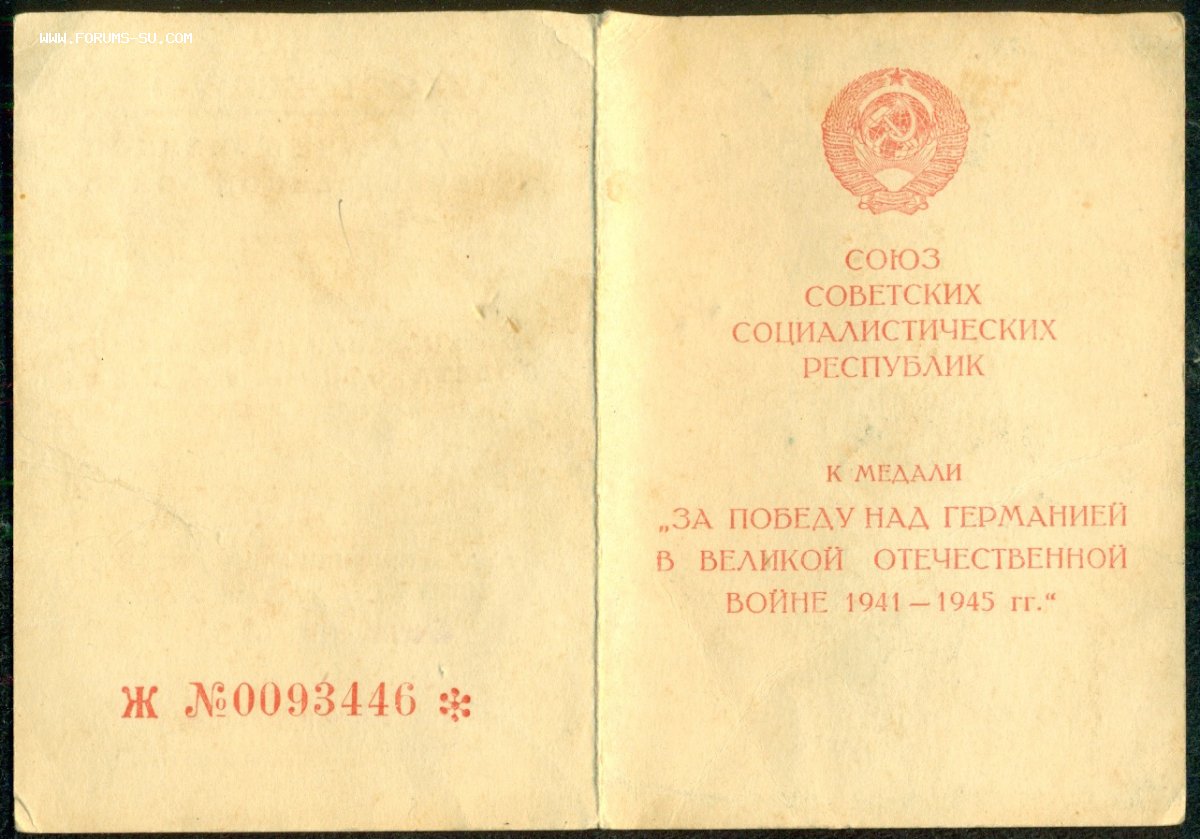 WWW.FORUMS-SU.COM
Ж №0093446 *
СОЮЗ
СОВЕТСКИХ
СОЦИАЛИСТИЧЕСКИХ
РЕСПУБЛИК
К МЕДАЛИ
„ЗА ПОБЕДУ НАД ГЕРМАНИЕЙ
В ВЕЛИКОЙ ОТЕЧЕСТВЕННОЙ
ВОЙНЕ 1941—1945 гг.“